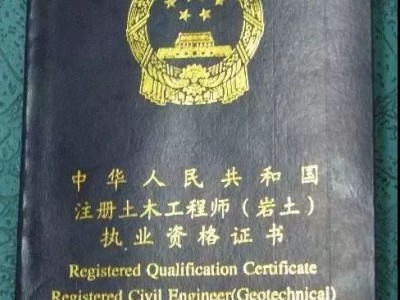 中华人民共和国
注册土木工程师（岩土）
执业资格证书
Registered Qualification Certificate
Registered Civil Engineer(Geotechnical)